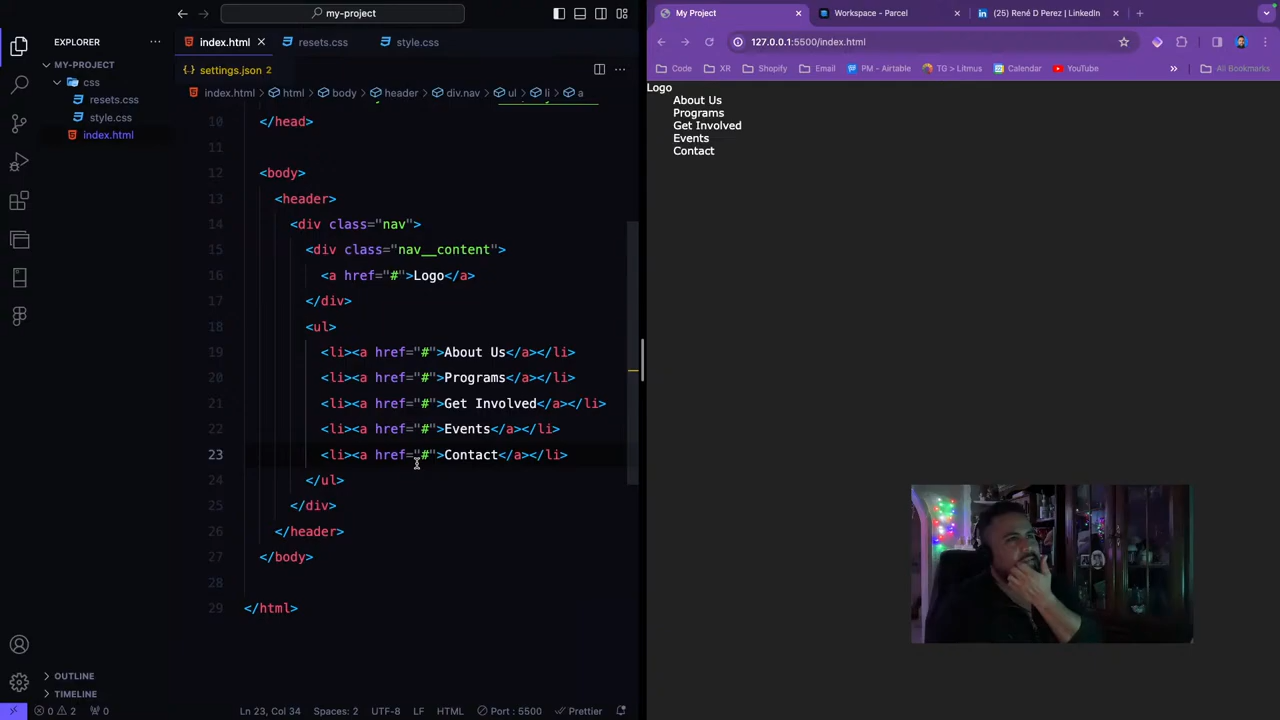 my-project
EXPLORER
MY-PROJECT
css
resets.css
style.css
index.html
OUTLINE
TIMELINE
index.html
resets.css
style.css
settings.json 2
index.html > html > body > header > div.nav > ul > li > a
10 </head>
11
12 <body>
13 <header>
14 <div class="nav">
15 <div class="nav__content">
16 <a href="#">Logo</a>
17 </div>
18 <ul>
19 <li><a href="#">About Us</a></li>
20 <li><a href="#">Programs</a></li>
21 <li><a href="#">Get Involved</a></li>
22 <li><a href="#">Events</a></li>
23 <li><a href="#">Contact</a></li>
24 </ul>
25 </div>
26 </header>
27 </body>
28
29 </html>
0 2 0 Ln 23, Col 34 Spaces: 2 UTF-8 LF HTML Port : 5500 Prettier
My Project
Workspace - Parcel
(25) René D Perez | LinkedIn
127.0.0.1:5500/index.html
Code XR Shopify Email PM - Airtable TG > Litmus Calendar YouTube All Bookmarks
Logo
About Us
Programs
Get Involved
Events
Contact